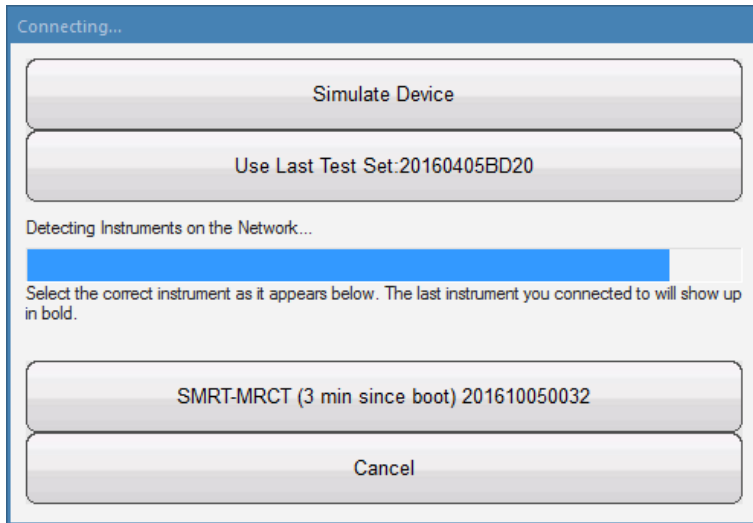 Connecting...
Simulate Device
Use Last Test Set:20160405BD20
Detecting Instruments on the Network...
Select the correct instrument as it appears below. The last instrument you connected to will show up
in bold.
SMRT-MRCT (3 min since boot) 201610050032
Cancel